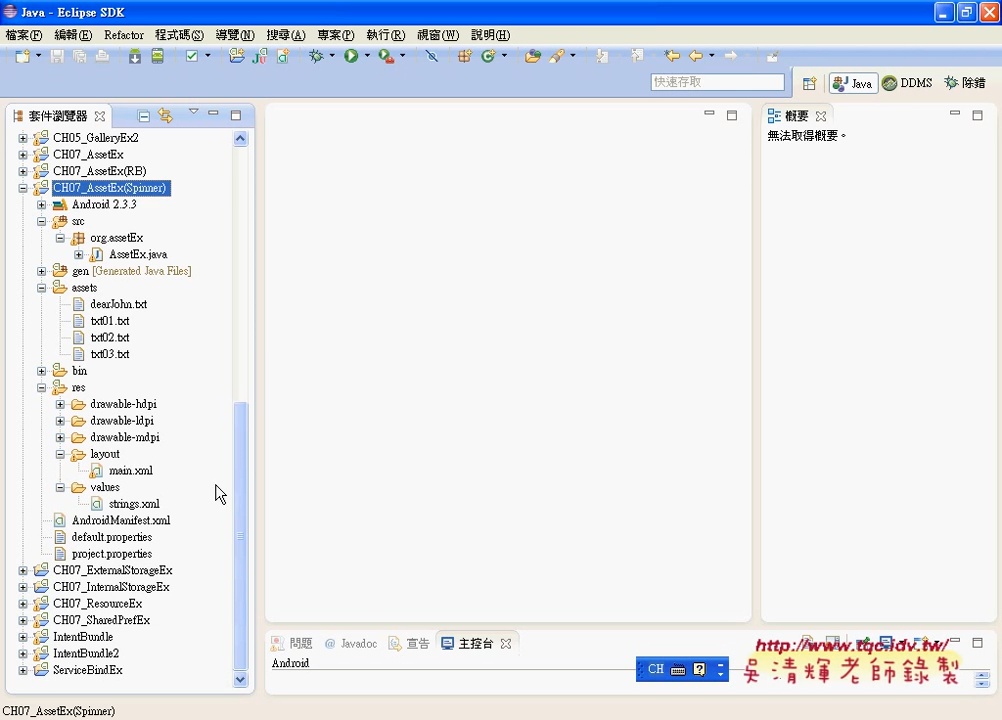 Java - Eclipse SDK
檔案(F) 編輯(E) Refactor 程式碼(S) 導覽(N) 搜尋(A) 專案(P) 執行(R) 視窗(W) 說明(H)
快速存取
Java
DDMS
除錯
套件瀏覽器
CH05_GalleryEx2
CH07_AssetEx
CH07_AssetEx(RB)
CH07_AssetEx(Spinner)
Android 2.3.3
src
org.assetEx
AssetEx.java
gen [Generated Java Files]
assets
dearJohn.txt
txt01.txt
txt02.txt
txt03.txt
bin
res
drawable-hdpi
drawable-ldpi
drawable-mdpi
layout
main.xml
values
strings.xml
AndroidManifest.xml
default.properties
project.properties
CH07_ExternalStorageEx
CH07_InternalStorageEx
CH07_ResourceEx
CH07_SharedPrefEx
IntentBundle
IntentBundle2
ServiceBindEx
概要
無法取得概要。
問題 @ Javadoc 宣告 主控台
Android
CH
http://www.tqc.idv.tw/
吳清輝老師錄製
CH07_AssetEx(Spinner)